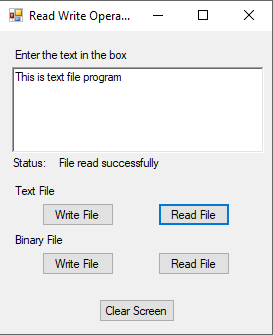 Read Write Opera...
Enter the text in the box
This is text file program
Status: File read successfully
Text File
Write File Read File
Binary File
Write File Read File
Clear Screen